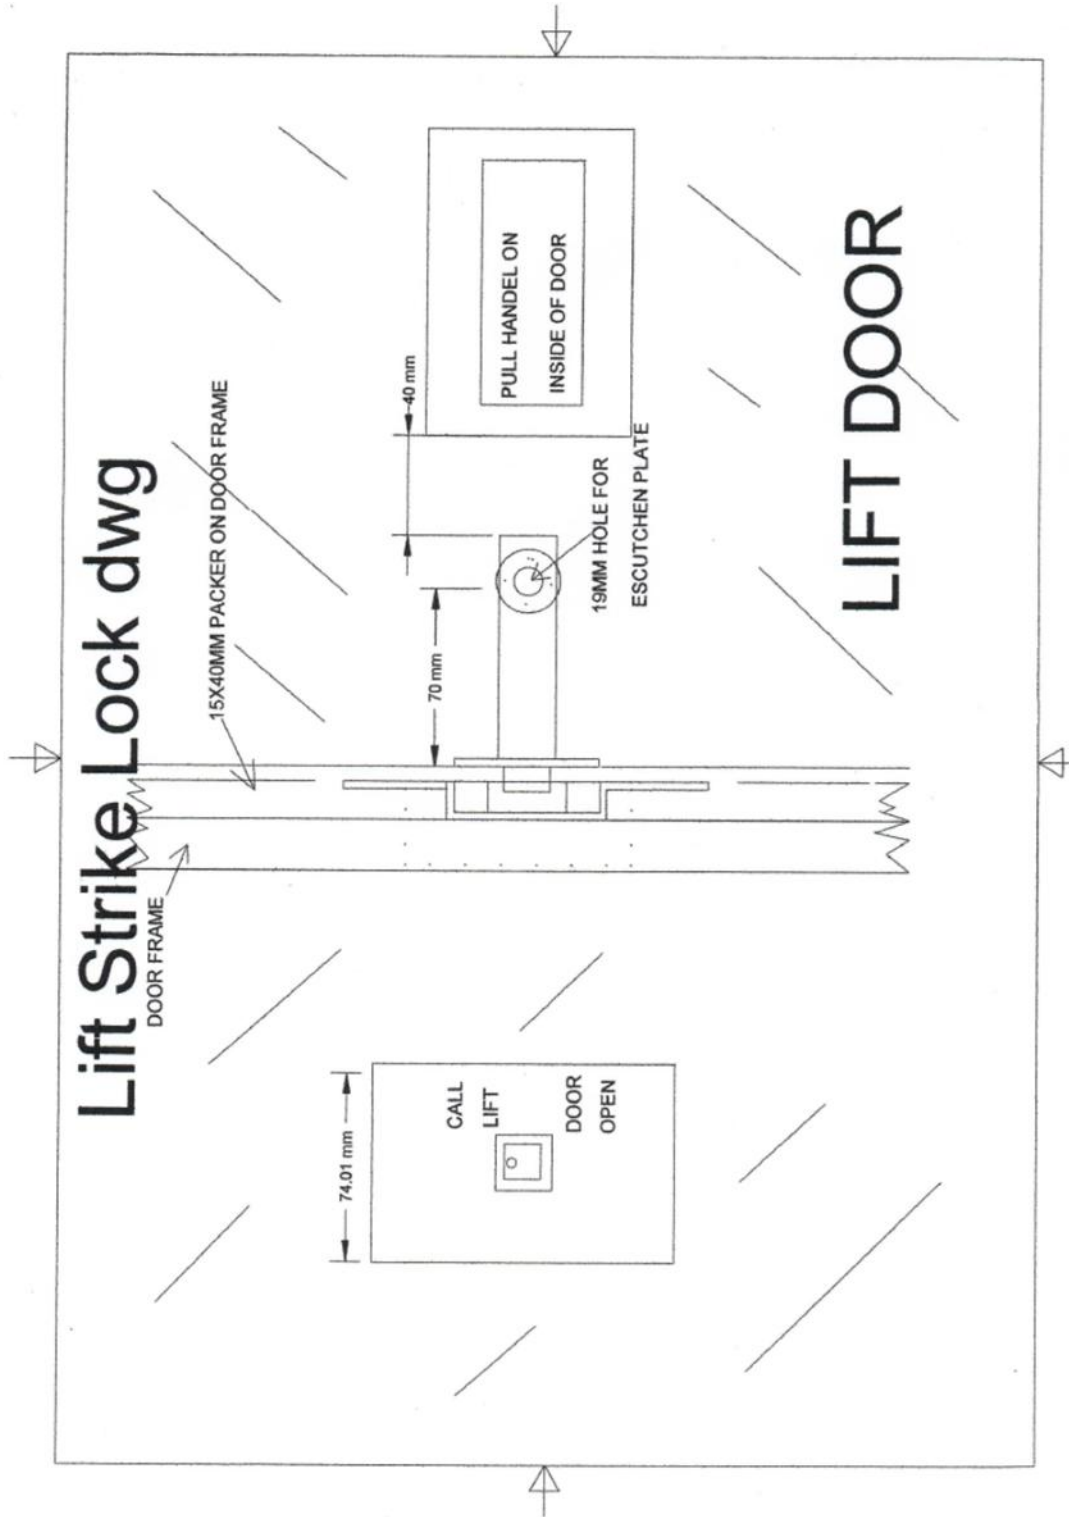 Lift Strike Lock dwg
15X40MM PACKER ON DOOR FRAME
DOOR FRAME
40 mm
PULL HANDEL ON
INSIDE OF DOOR
70 mm
19MM HOLE FOR
ESCUTCHEN PLATE
74.01 mm
CALL
LIFT
DOOR
OPEN
LIFT DOOR